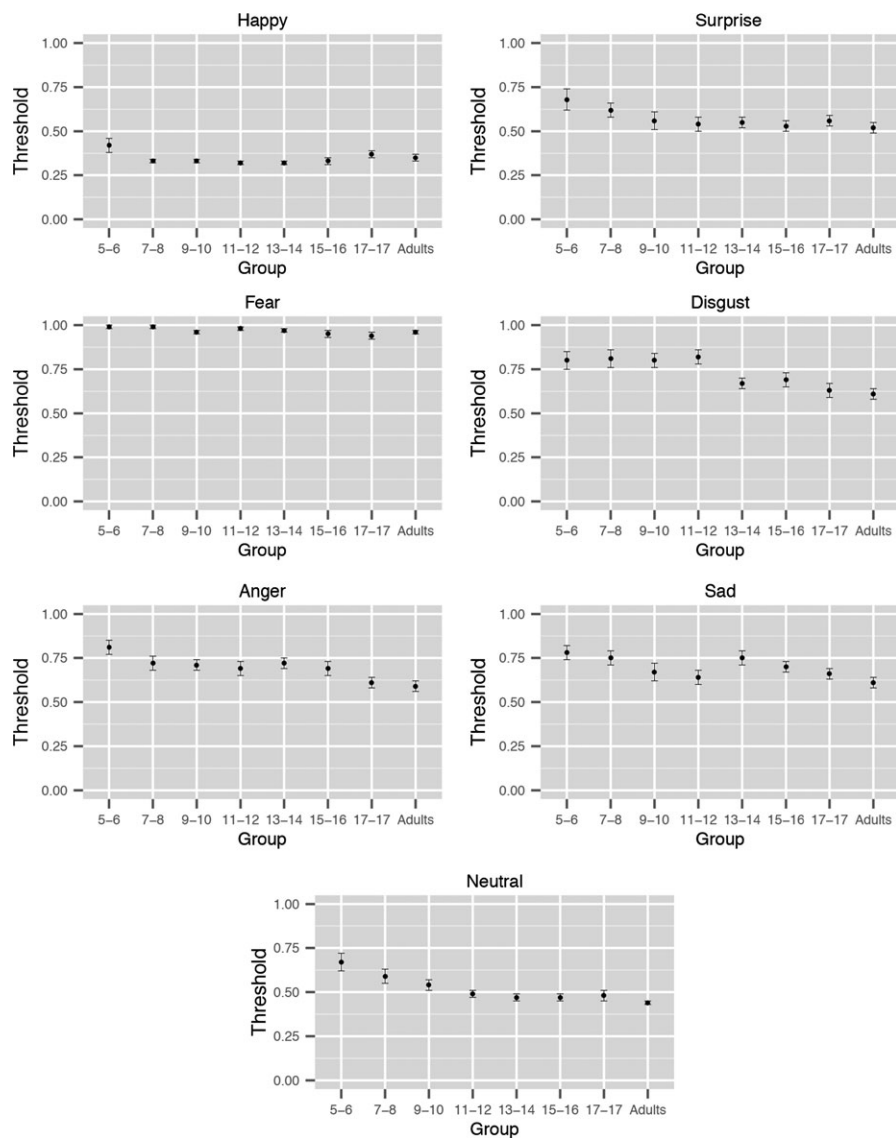 Happy
Threshold
1.00
0.75
0.50
0.25
0.00
5–6 7–8 9–10 11–12 13–14 15–16 17–17 Adults
Group
Surprise
Threshold
1.00
0.75
0.50
0.25
0.00
5–6 7–8 9–10 11–12 13–14 15–16 17–17 Adults
Group
Fear
Threshold
1.00
0.75
0.50
0.25
0.00
5–6 7–8 9–10 11–12 13–14 15–16 17–17 Adults
Group
Disgust
Threshold
1.00
0.75
0.50
0.25
0.00
5–6 7–8 9–10 11–12 13–14 15–16 17–17 Adults
Group
Anger
Threshold
1.00
0.75
0.50
0.25
0.00
5–6 7–8 9–10 11–12 13–14 15–16 17–17 Adults
Group
Sad
Threshold
1.00
0.75
0.50
0.25
0.00
5–6 7–8 9–10 11–12 13–14 15–16 17–17 Adults
Group
Neutral
Threshold
1.00
0.75
0.50
0.25
0.00
5–6 7–8 9–10 11–12 13–14 15–16 17–17 Adults
Group